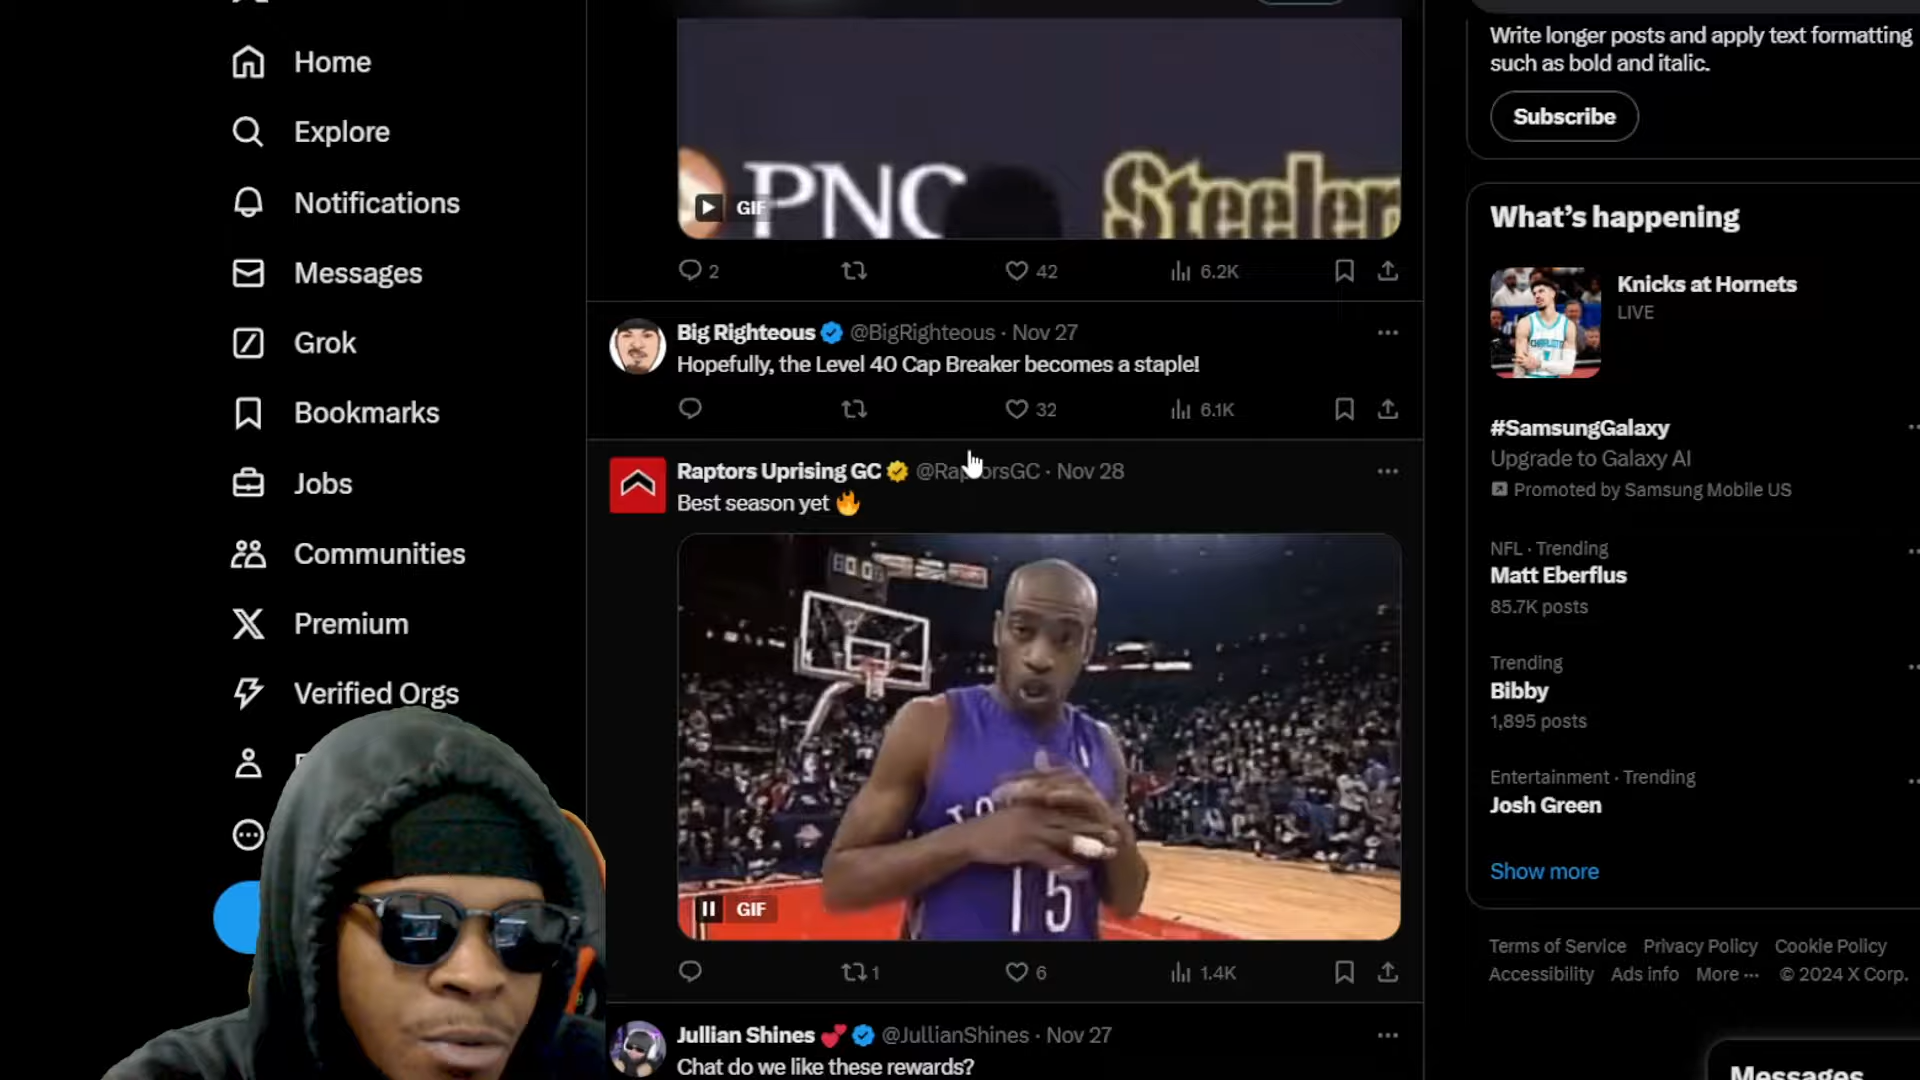 Home
Explore
Notifications
Messages
Grok
Bookmarks
Jobs
Communities
Premium
Verified Orgs
PNC
GIF
2
42
6.2K
Big Righteous @BigRighteous · Nov 27
Hopefully, the Level 40 Cap Breaker becomes a staple!
32
6.1K
Raptors Uprising GC @RaptorsGC · Nov 28
Best season yet 🔥
15
GIF
1
6
1.4K
Jullian Shines 💕 @JullianShines · Nov 27
Chat do we like these rewards?
Write longer posts and apply text formatting
such as bold and italic.
Subscribe
What's happening
Knicks at Hornets
LIVE
#SamsungGalaxy
Upgrade to Galaxy AI
Promoted by Samsung Mobile US
NFL · Trending
Matt Eberflus
85.7K posts
Trending
Bibby
1,895 posts
Entertainment · Trending
Josh Green
Show more
Terms of Service Privacy Policy Cookie Policy
Accessibility Ads info More ··· © 2024 X Corp.
Messages